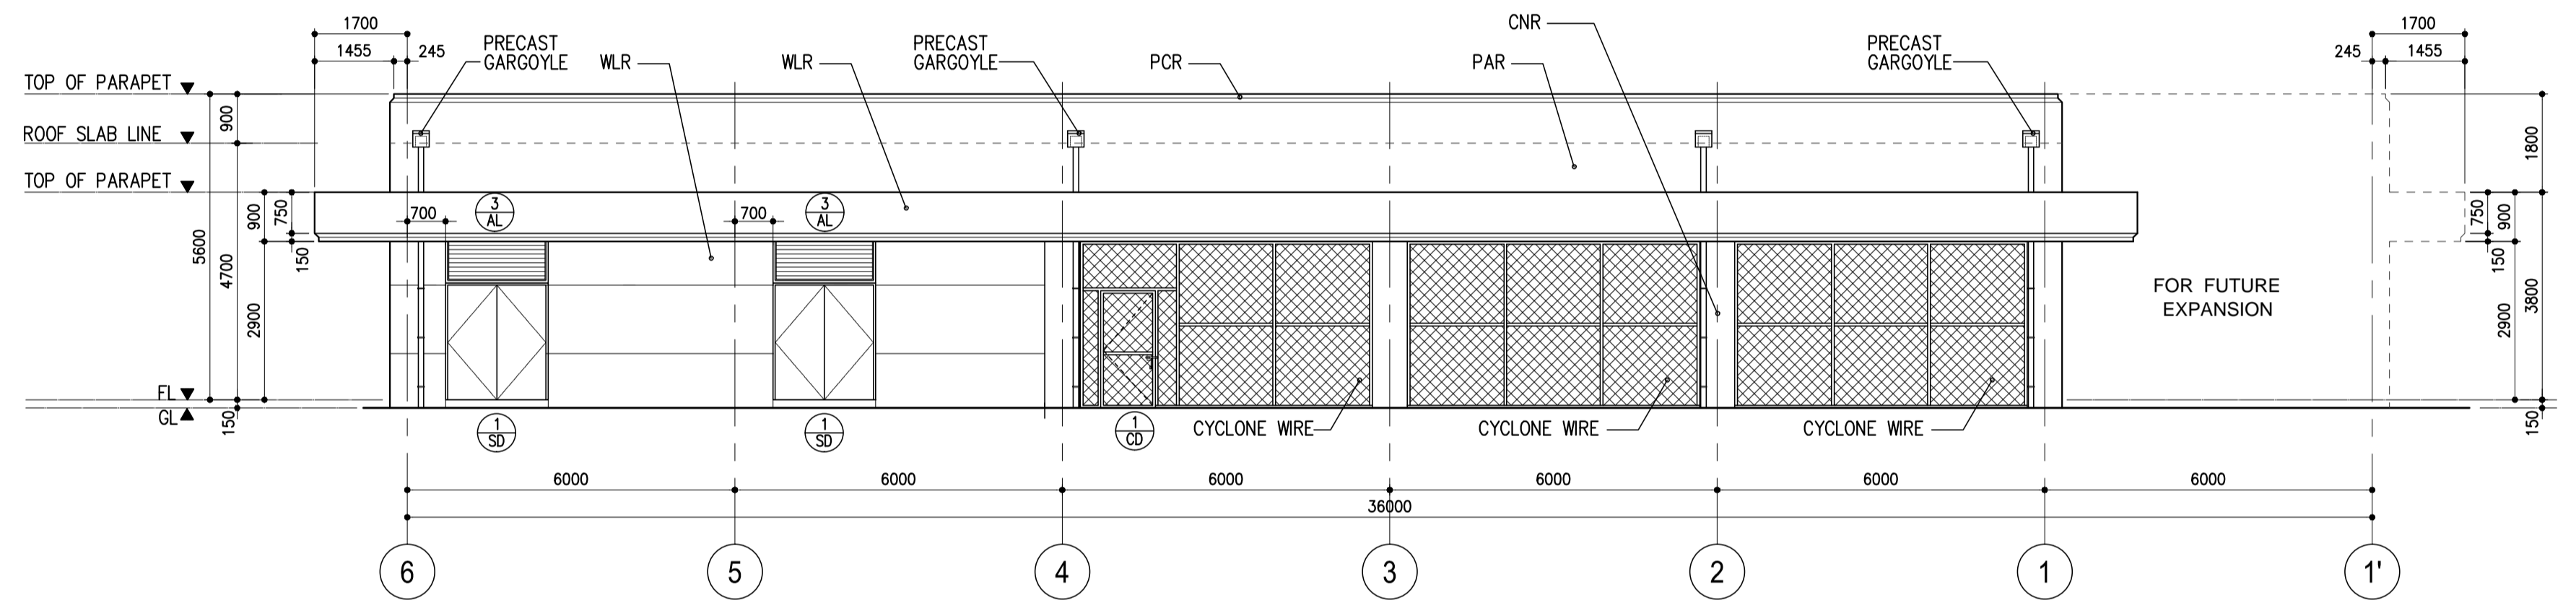 1700
1455 245
PRECAST
GARGOYLE
WLR
WLR
PRECAST
GARGOYLE
PCR
PAR
CNR
PRECAST
GARGOYLE
1700
245 1455
TOP OF PARAPET
ROOF SLAB LINE
TOP OF PARAPET
FL
GL
5600
900
4700
150
900
2900
750
150
700
3
AL
700
3
AL
1
SD
1
SD
1
CD
CYCLONE WIRE
CYCLONE WIRE
CYCLONE WIRE
FOR FUTURE
EXPANSION
750
150
900
2900
1800
3800
150
6000 6000 6000 6000 6000 6000
36000
6 5 4 3 2 1 1'